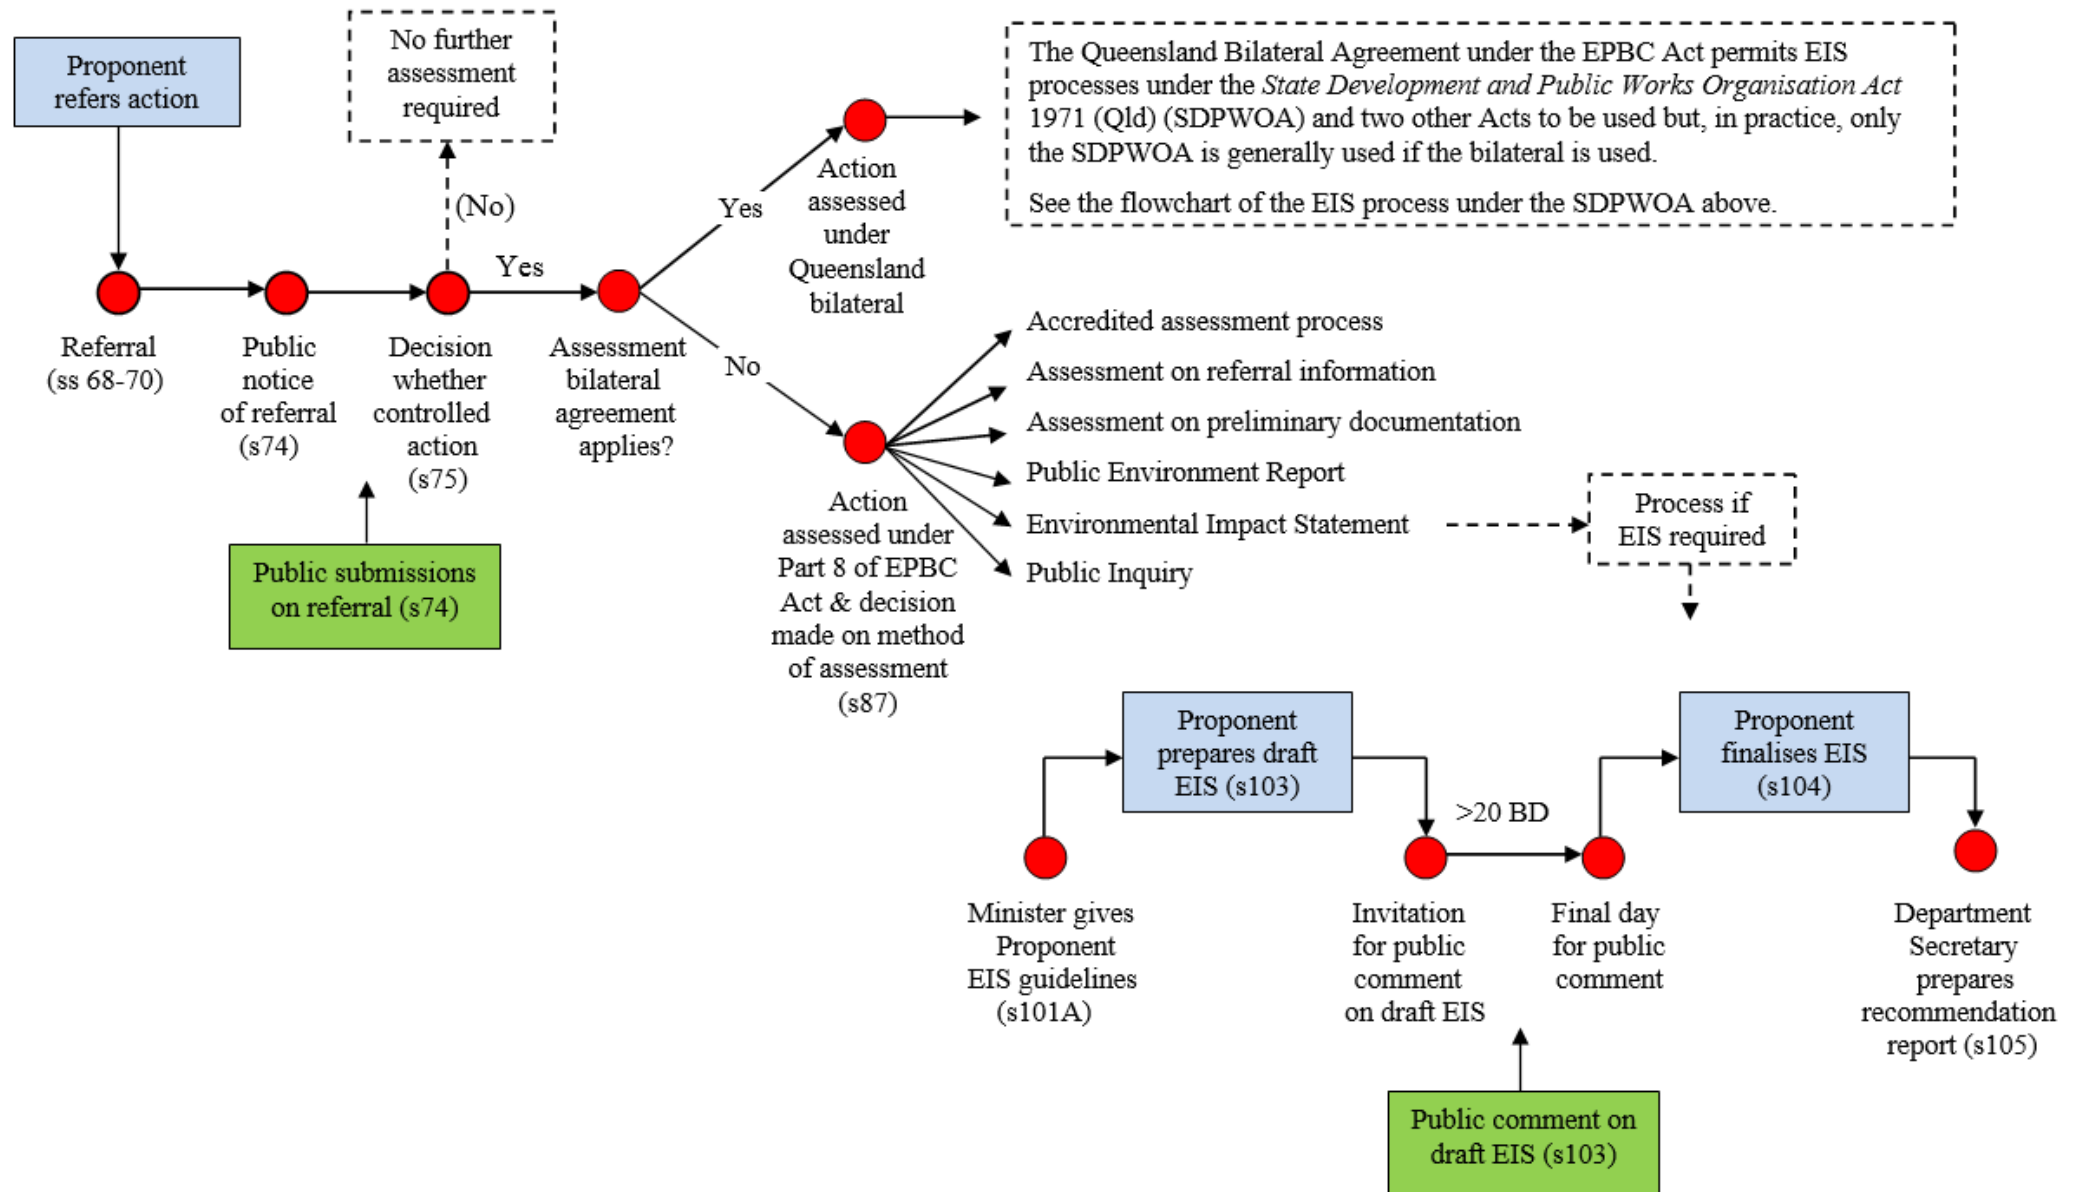 Proponent
refers action
No further
assessment
required
The Queensland Bilateral Agreement under the EPBC Act permits EIS
processes under the State Development and Public Works Organisation Act
1971 (Qld) (SDPWOA) and two other Acts to be used but, in practice, only
the SDPWOA is generally used if the bilateral is used.
See the flowchart of the EIS process under the SDPWOA above.
(No)
Yes
Yes
No
Referral
(ss 68-70)
Public
notice
of referral
(s74)
Decision
whether
controlled
action
(s75)
Assessment
bilateral
agreement
applies?
Action
assessed
under
Queensland
bilateral
Public submissions
on referral (s74)
Action
assessed under
Part 8 of EPBC
Act & decision
made on method
of assessment
(s87)
Accredited assessment process
Assessment on referral information
Assessment on preliminary documentation
Public Environment Report
Environmental Impact Statement
Public Inquiry
Process if
EIS required
Minister gives
Proponent
EIS guidelines
(s101A)
Proponent
prepares draft
EIS (s103)
Invitation
for public
comment
on draft EIS
>20 BD
Final day
for public
comment
Proponent
finalises EIS
(s104)
Department
Secretary
prepares
recommendation
report (s105)
Public comment on
draft EIS (s103)